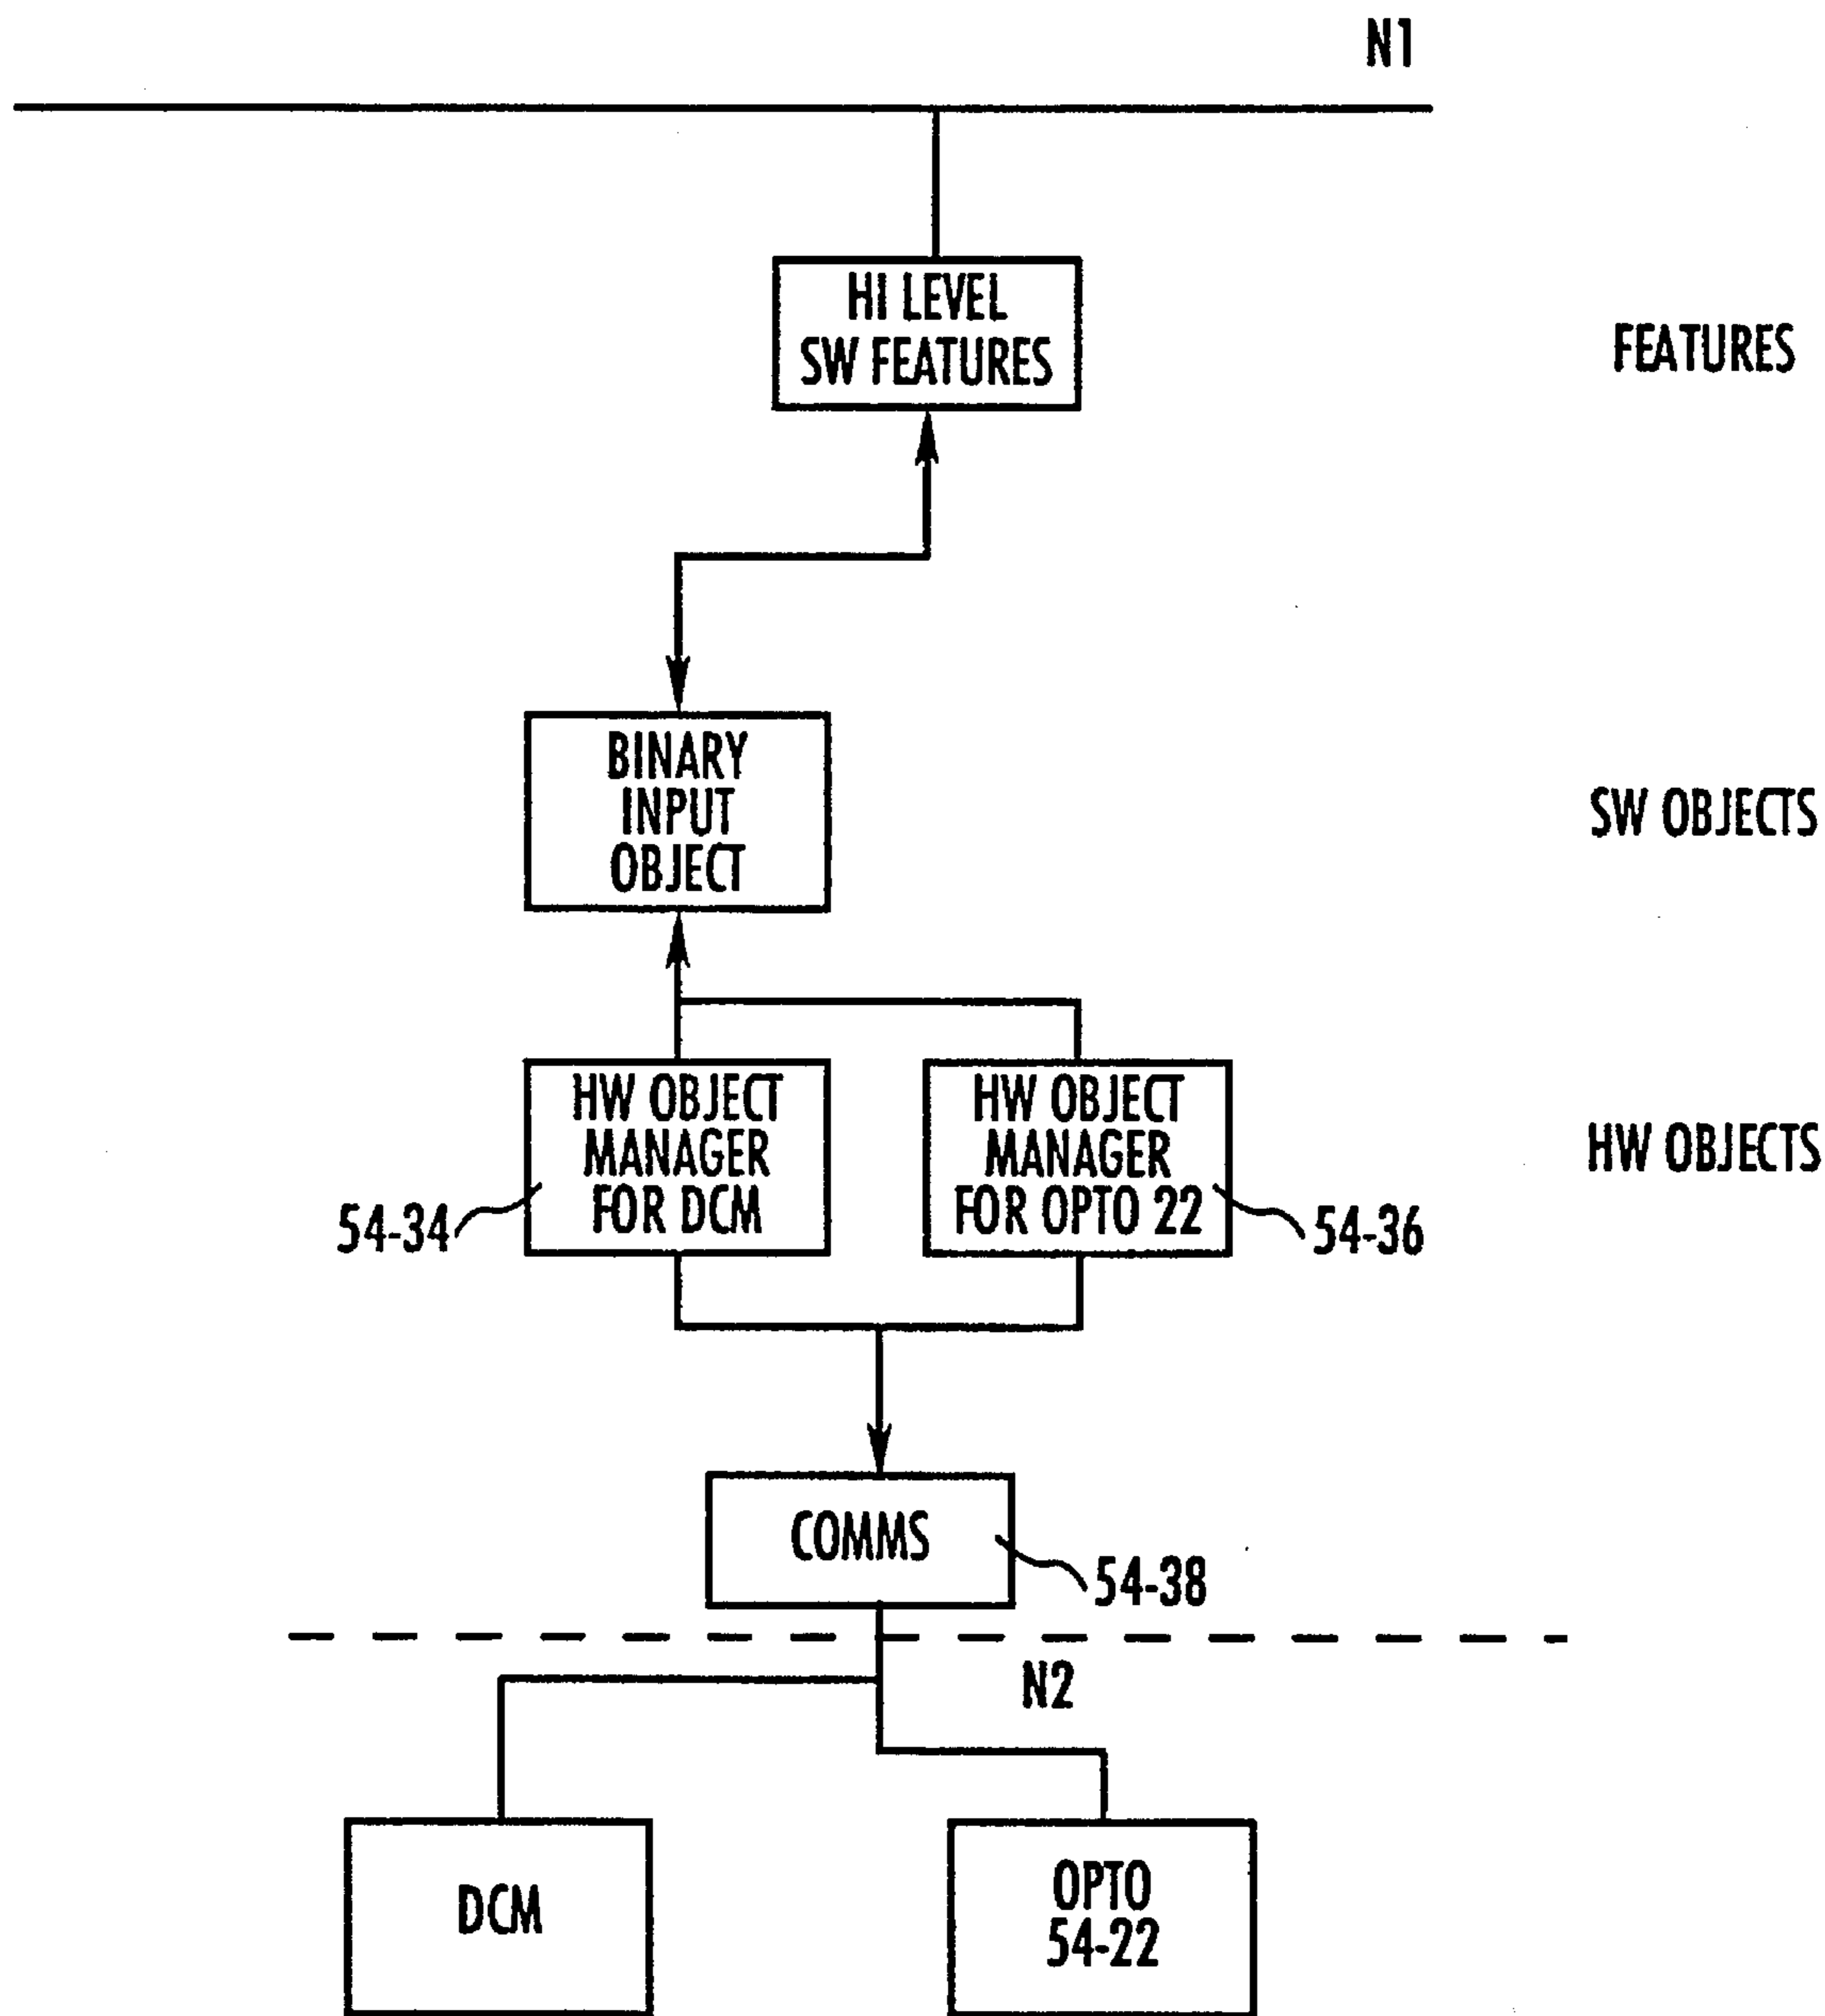 N1
HI LEVEL
SW FEATURES
FEATURES
BINARY
INPUT
OBJECT
SW OBJECTS
HW OBJECT
MANAGER
FOR DCM
HW OBJECT
MANAGER
FOR OPTO 22
HW OBJECTS
54-34
54-36
COMMS
54-38
N2
DCM
OPTO
54-22